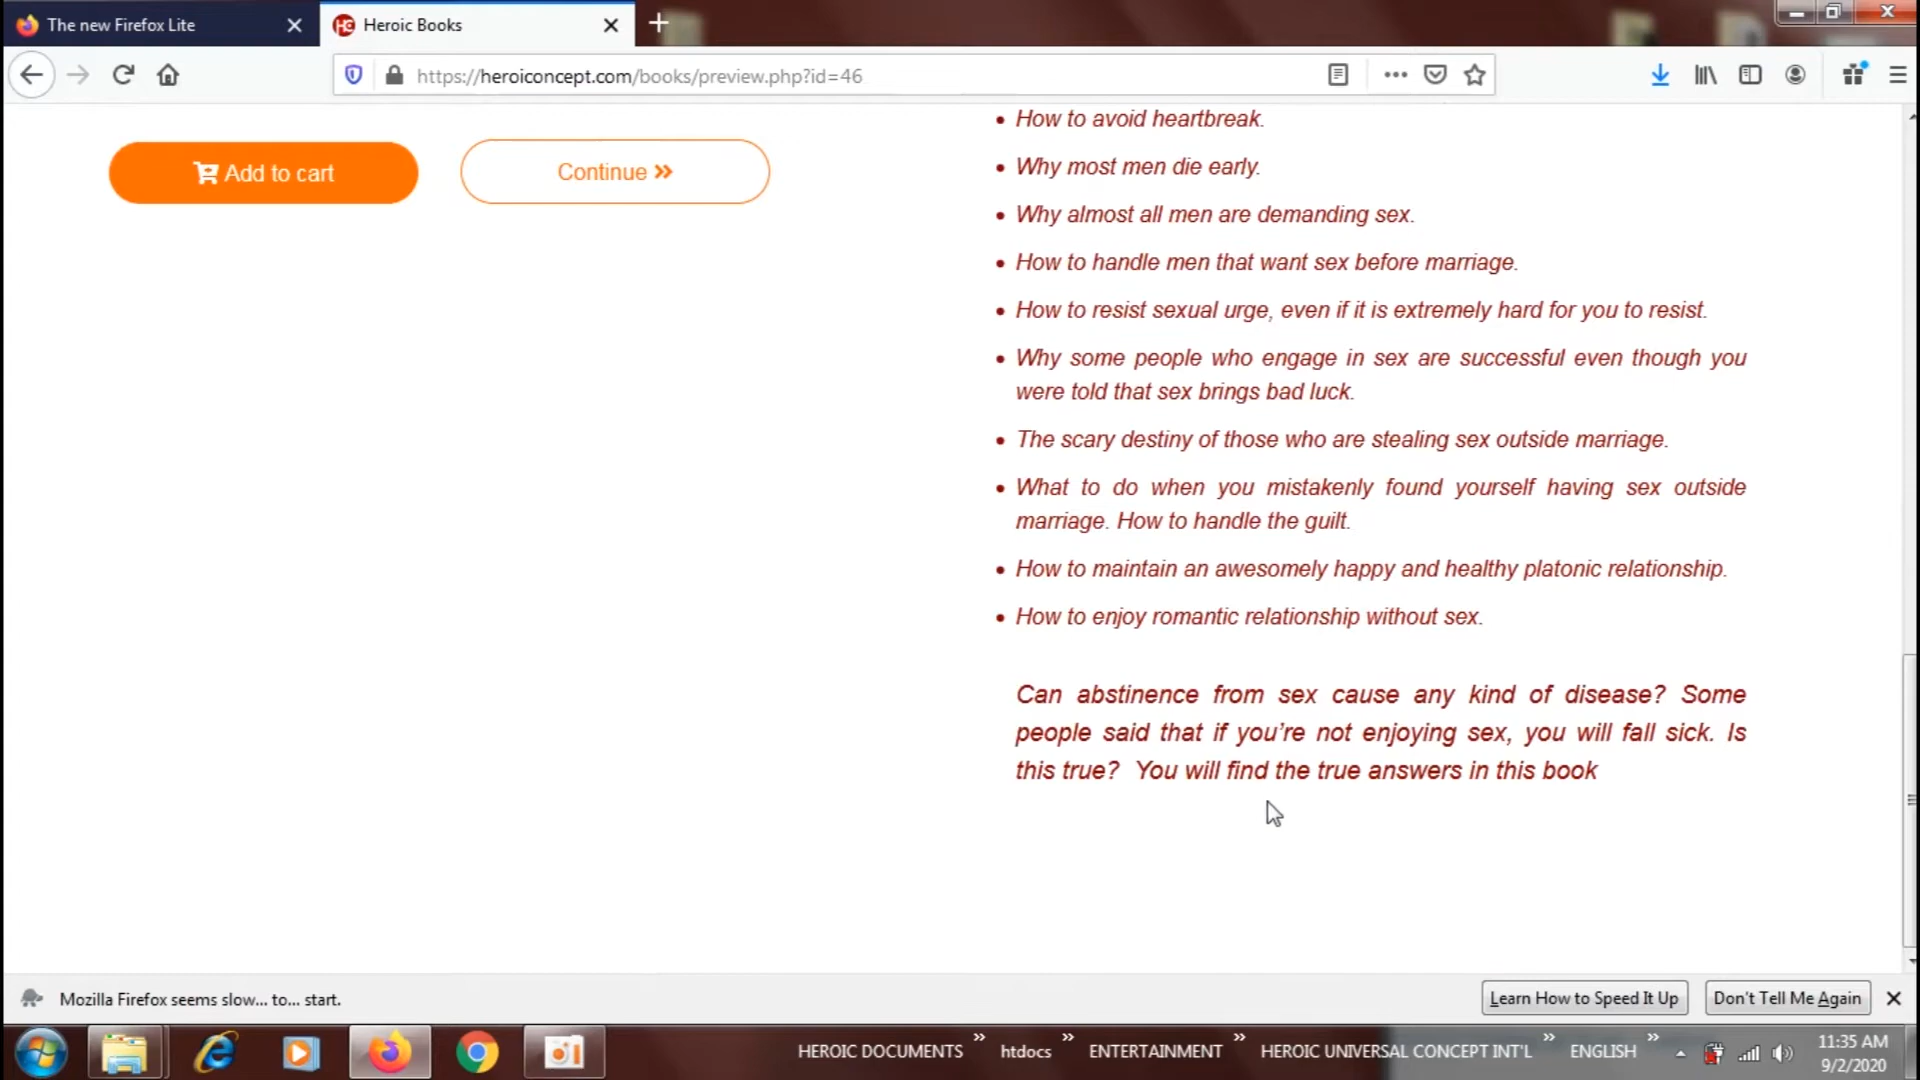 The new Firefox Lite
Heroic Books
https://heroiconcept.com/books/preview.php?id=46
Add to cart
Continue »
• How to avoid heartbreak.
• Why most men die early.
• Why almost all men are demanding sex.
• How to handle men that want sex before marriage.
• How to resist sexual urge, even if it is extremely hard for you to resist.
• Why some people who engage in sex are successful even though you
were told that sex brings bad luck.
• The scary destiny of those who are stealing sex outside marriage.
• What to do when you mistakenly found yourself having sex outside
marriage. How to handle the guilt.
• How to maintain an awesomely happy and healthy platonic relationship.
• How to enjoy romantic relationship without sex.
Can abstinence from sex cause any kind of disease? Some
people said that if you’re not enjoying sex, you will fall sick. Is
this true? You will find the true answers in this book
Mozilla Firefox seems slow... to... start.
Learn How to Speed It Up
Don't Tell Me Again
HEROIC DOCUMENTS » htdocs » ENTERTAINMENT » HEROIC UNIVERSAL CONCEPT INT'L » ENGLISH »
11:35 AM
9/2/2020